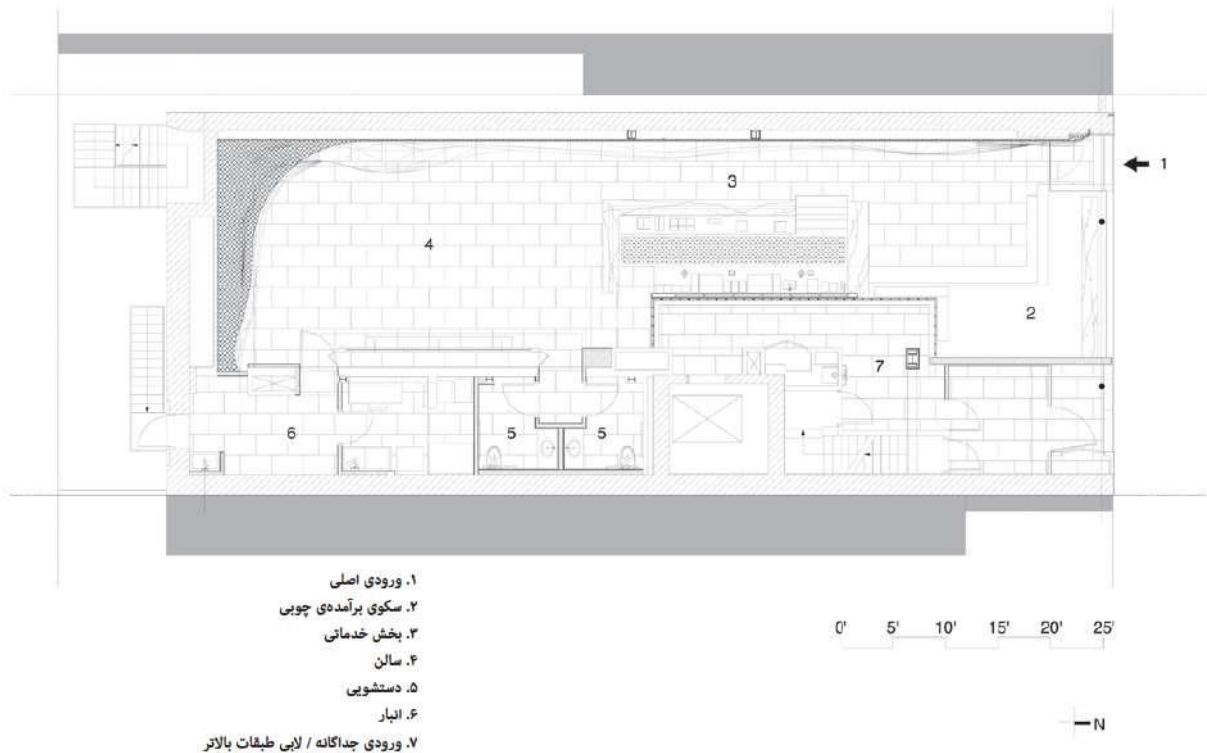 1
3
4
2
7
6
5 5
۱. ورودی اصلی
۲. سکوی برآمده‌ی چوبی
۳. بخش خدماتی
۴. سالن
۵. دستشویی
۶. انبار
۷. ورودی جداگانه / لابی طبقات بالاتر
0' 5' 10' 15' 20' 25'
N